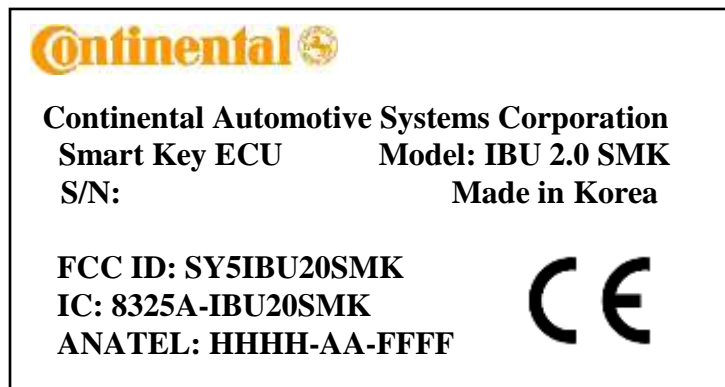 Continental
Continental Automotive Systems Corporation
Smart Key ECU Model: IBU 2.0 SMK
S/N: Made in Korea
FCC ID: SY5IBU20SMK
IC: 8325A-IBU20SMK
ANATEL: HHHH-AA-FFFF
CE